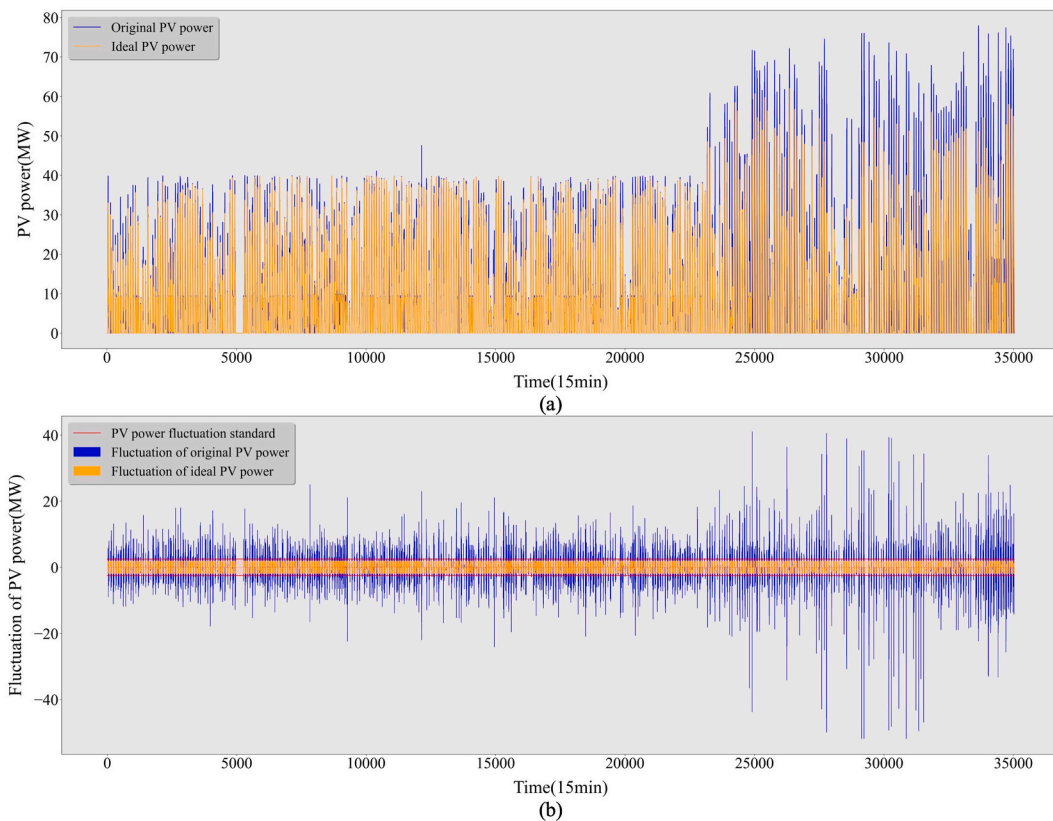 80
70
60
50
40
30
20
10
0
PV power(MW)
Original PV power
Ideal PV power
0 5000 10000 15000 20000 25000 30000 35000
Time(15min)
(a)
40
20
0
−20
−40
Fluctuation of PV power(MW)
PV power fluctuation standard
Fluctuation of original PV power
Fluctuation of ideal PV power
0 5000 10000 15000 20000 25000 30000 35000
Time(15min)
(b)